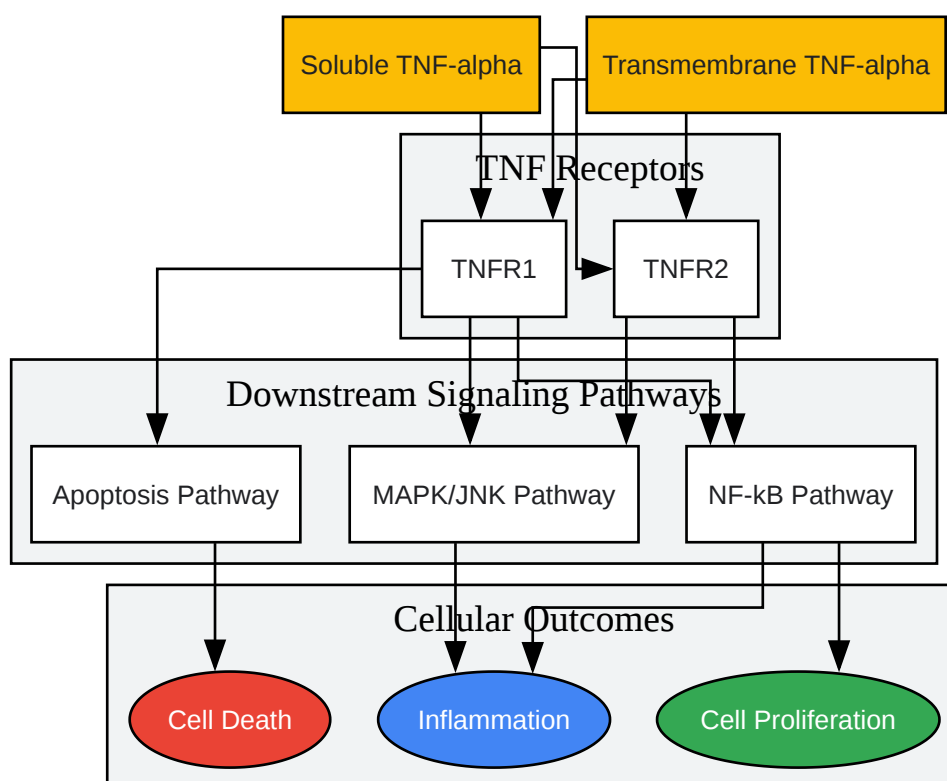 Soluble TNF-alpha
Transmembrane TNF-alpha
TNF Receptors
TNFR1
TNFR2
Downstream Signaling Pathways
Apoptosis Pathway
MAPK/JNK Pathway
NF-kB Pathway
Cellular Outcomes
Cell Death
Inflammation
Cell Proliferation